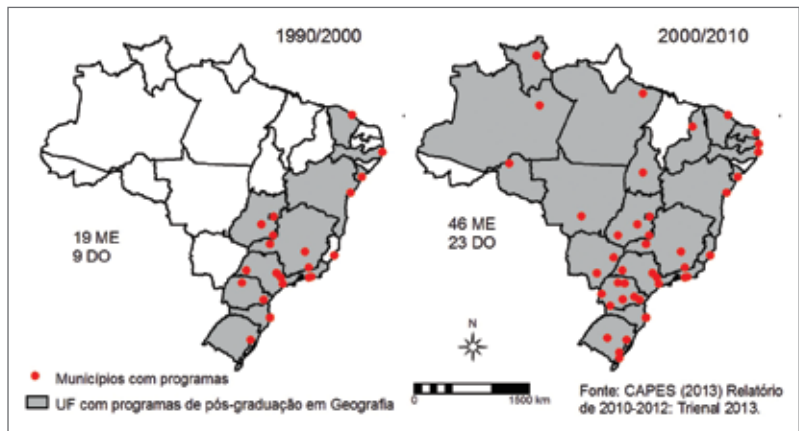 1990/2000
2000/2010
19 ME
9 DO
46 ME
23 DO
N
1500 km
Municípios com programas
UF com programas de pós-graduação em Geografia
Fonte: CAPES (2013) Relatório
de 2010-2012: Trienal 2013.